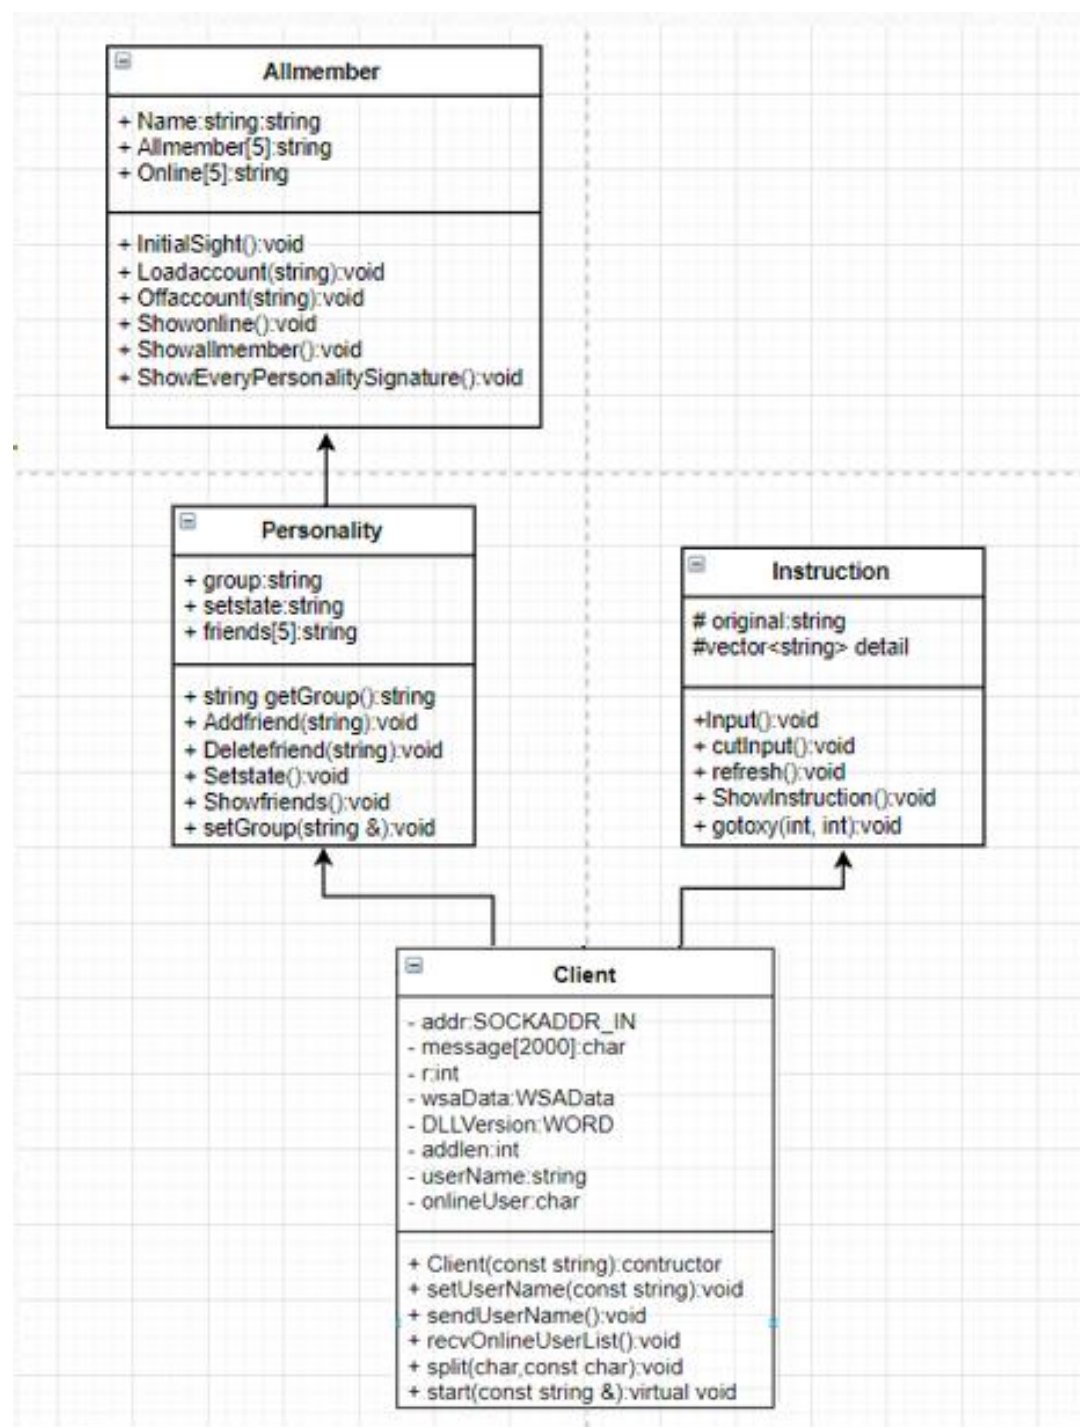 Allmember
+ Name:string:string
+ Allmember[5]:string
+ Online[5]:string
+ InitialSight():void
+ Loadaccount(string):void
+ Offaccount(string):void
+ Showonline():void
+ Showallmember():void
+ ShowEveryPersonalitySignature():void
Personality
+ group:string
+ setstate:string
+ friends[5]:string
+ string getGroup():string
+ Addfriend(string):void
+ Deletefriend(string):void
+ Setstate():void
+ Showfriends():void
+ setGroup(string &):void
Instruction
# original:string
#vector<string> detail
+Input():void
+ cutInput():void
+ refresh():void
+ ShowInstruction():void
+ gotoxy(int, int):void
Client
- addr:SOCKADDR_IN
- message[2000]:char
- r:int
- wsaData:WSAData
- DLLVersion:WORD
- addlen:int
- userName:string
- onlineUser:char
+ Client(const string):contructor
+ setUserName(const string):void
+ sendUserName():void
+ recvOnlineUserList():void
+ split(char,const char):void
+ start(const string &):virtual void